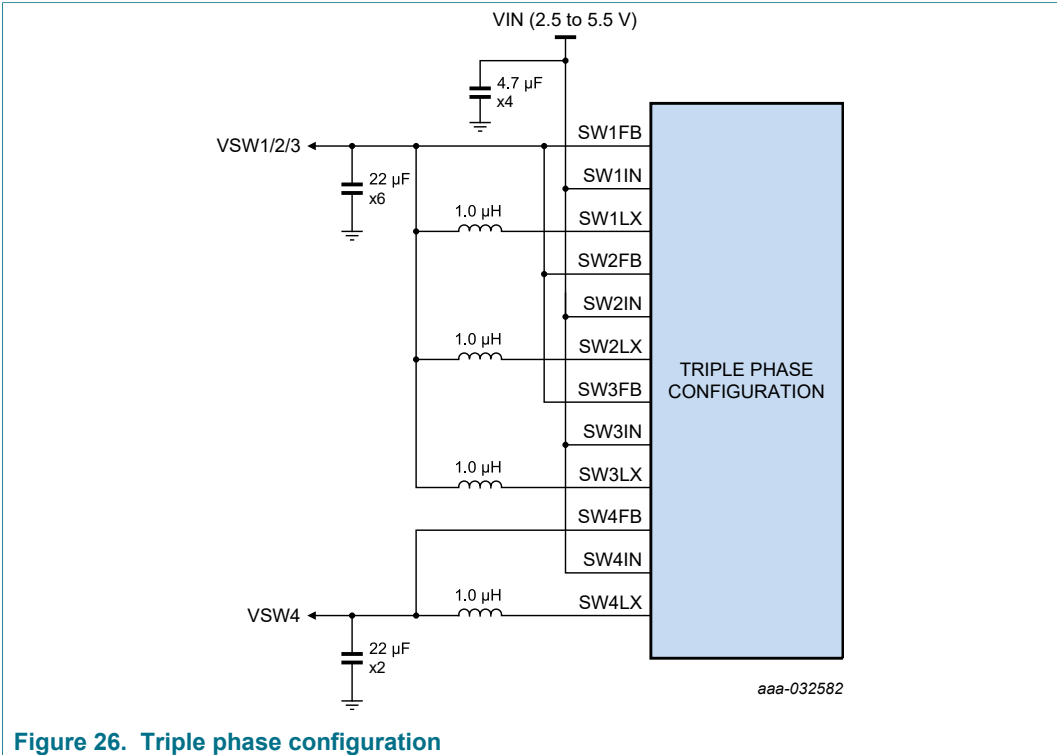 VIN (2.5 to 5.5 V)
4.7 µF
x4
SW1FB
VSW1/2/3
SW1IN
22 µF
x6
1.0 µH
SW1LX
SW2FB
SW2IN
1.0 µH
SW2LX
TRIPLE PHASE
CONFIGURATION
SW3FB
SW3IN
1.0 µH
SW3LX
SW4FB
SW4IN
1.0 µH
SW4LX
VSW4
22 µF
x2
aaa-032582
Figure 26. Triple phase configuration